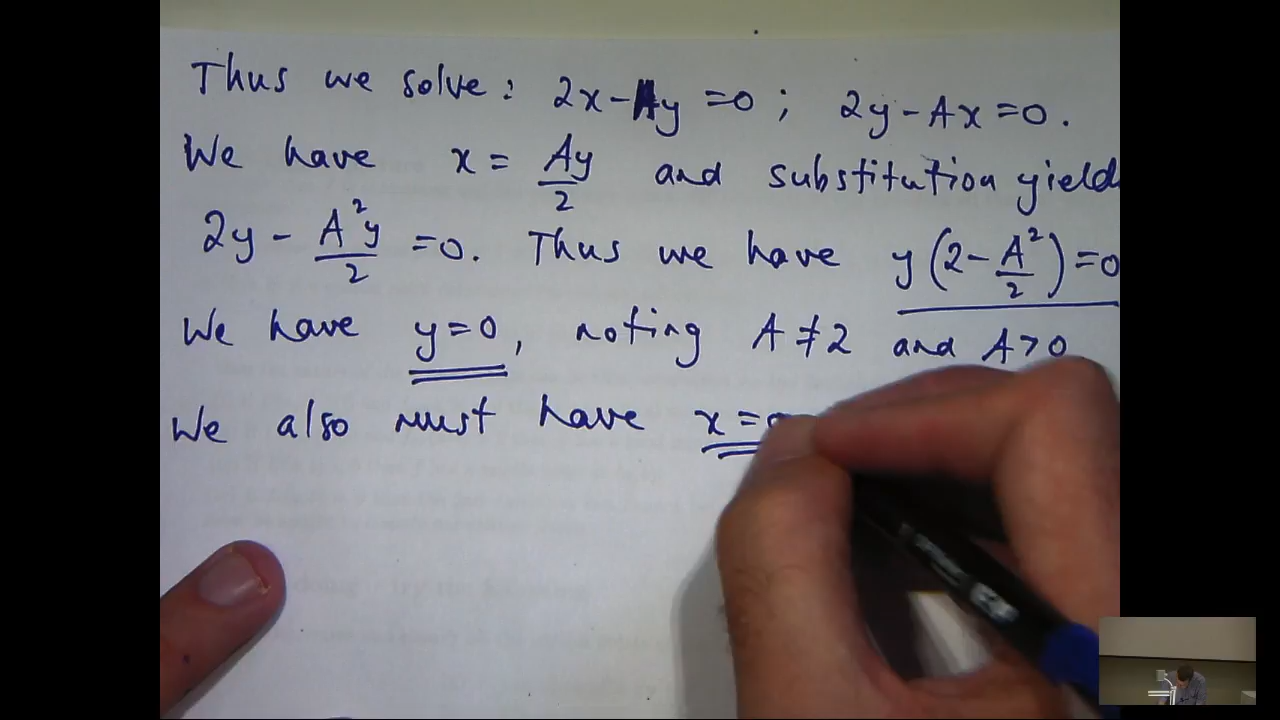 Thus we solve: 2x-Ay =0 ; 2y-Ax=0.
We have x = Ay/2 and substitution yield
2y - A²y/2 =0. Thus we have y(2-A²/2)=0
We have y=0, noting A≠2 and A>0
We also must have x=0